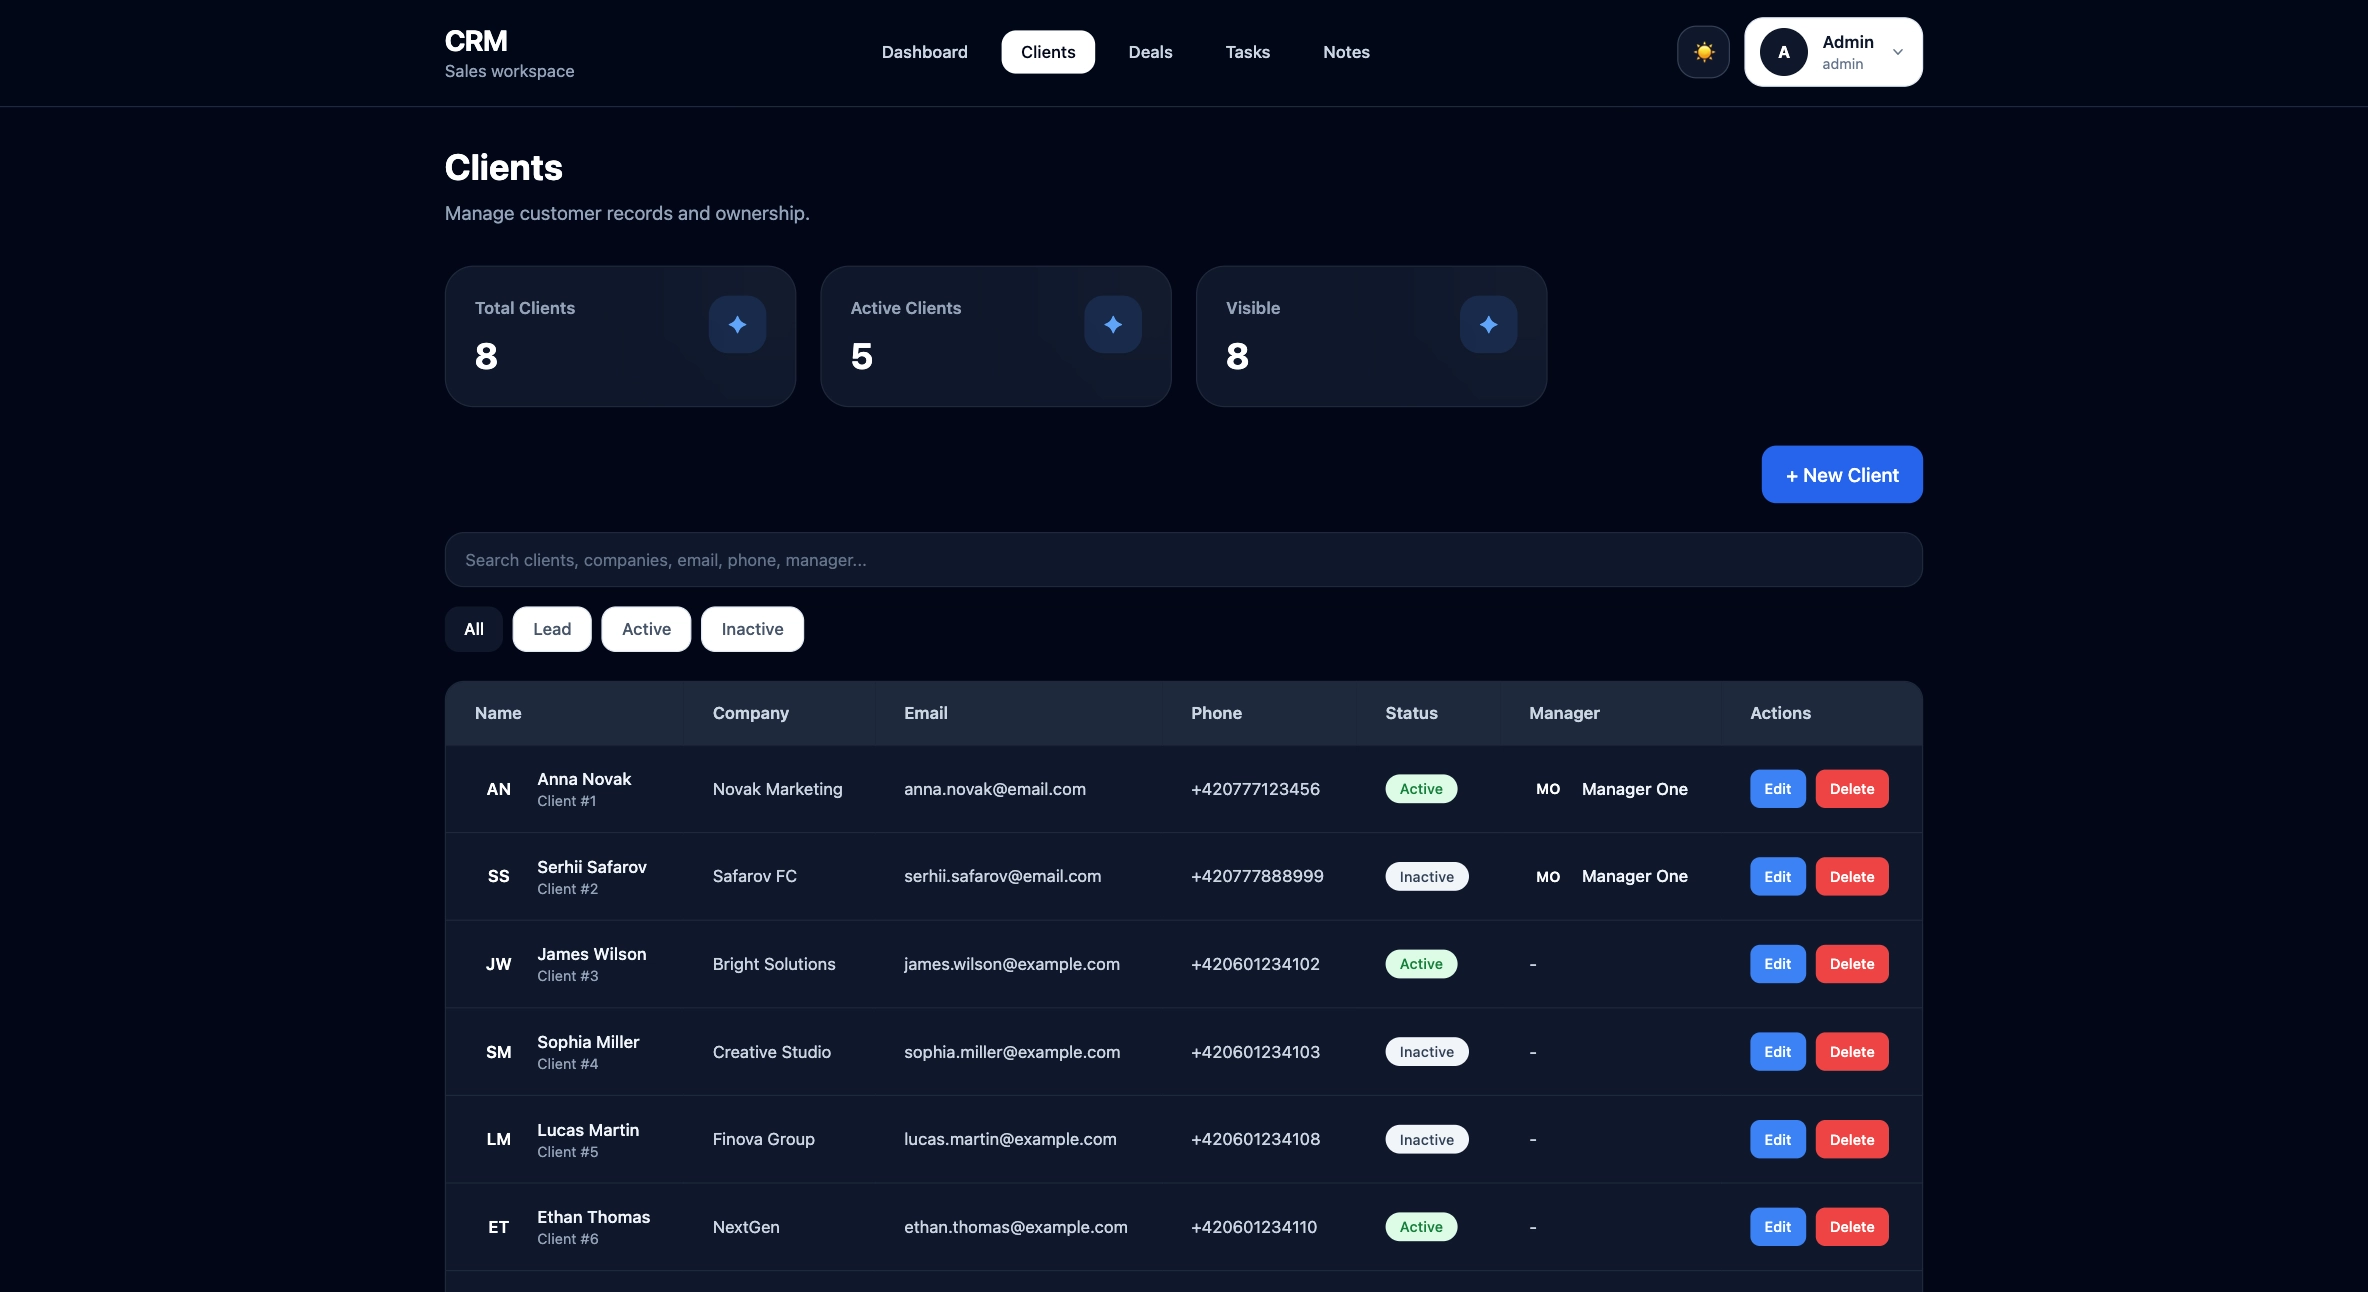 CRM
Sales workspace
Dashboard Clients Deals Tasks Notes
A Admin
admin
Clients
Manage customer records and ownership.
Total Clients
8
Active Clients
5
Visible
8
+ New Client
Search clients, companies, email, phone, manager...
All Lead Active Inactive
Name Company Email Phone Status Manager Actions
AN Anna Novak Novak Marketing anna.novak@email.com +420777123456 Active MO Manager One Edit Delete
Client #1
SS Serhii Safarov Safarov FC serhii.safarov@email.com +420777888999 Inactive MO Manager One Edit Delete
Client #2
JW James Wilson Bright Solutions james.wilson@example.com +420601234102 Active - Edit Delete
Client #3
SM Sophia Miller Creative Studio sophia.miller@example.com +420601234103 Inactive - Edit Delete
Client #4
LM Lucas Martin Finova Group lucas.martin@example.com +420601234108 Inactive - Edit Delete
Client #5
ET Ethan Thomas NextGen ethan.thomas@example.com +420601234110 Active - Edit Delete
Client #6